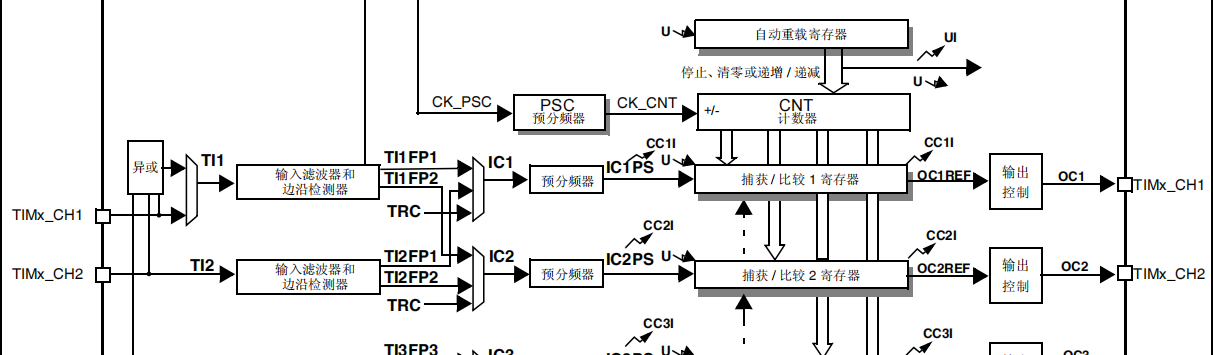 U
自动重载寄存器
UI
停止、清零或递增 / 递减
U
CK_PSC
PSC
预分频器
CK_CNT
+/-
CNT
计数器
异或
TI1
输入滤波器和
边沿检测器
TI1FP1
TI1FP2
TRC
IC1
预分频器
CC1I
U
IC1PS
捕获 / 比较 1 寄存器
CC1I
OC1REF
输出
控制
OC1
TIMx_CH1
TIMx_CH1
CC2I
TIMx_CH2
TI2
输入滤波器和
边沿检测器
TI2FP1
TI2FP2
TRC
IC2
预分频器
U
IC2PS
捕获 / 比较 2 寄存器
CC2I
OC2REF
输出
控制
OC2
TIMx_CH2
CC3I
U
CC3I
TI3FP3